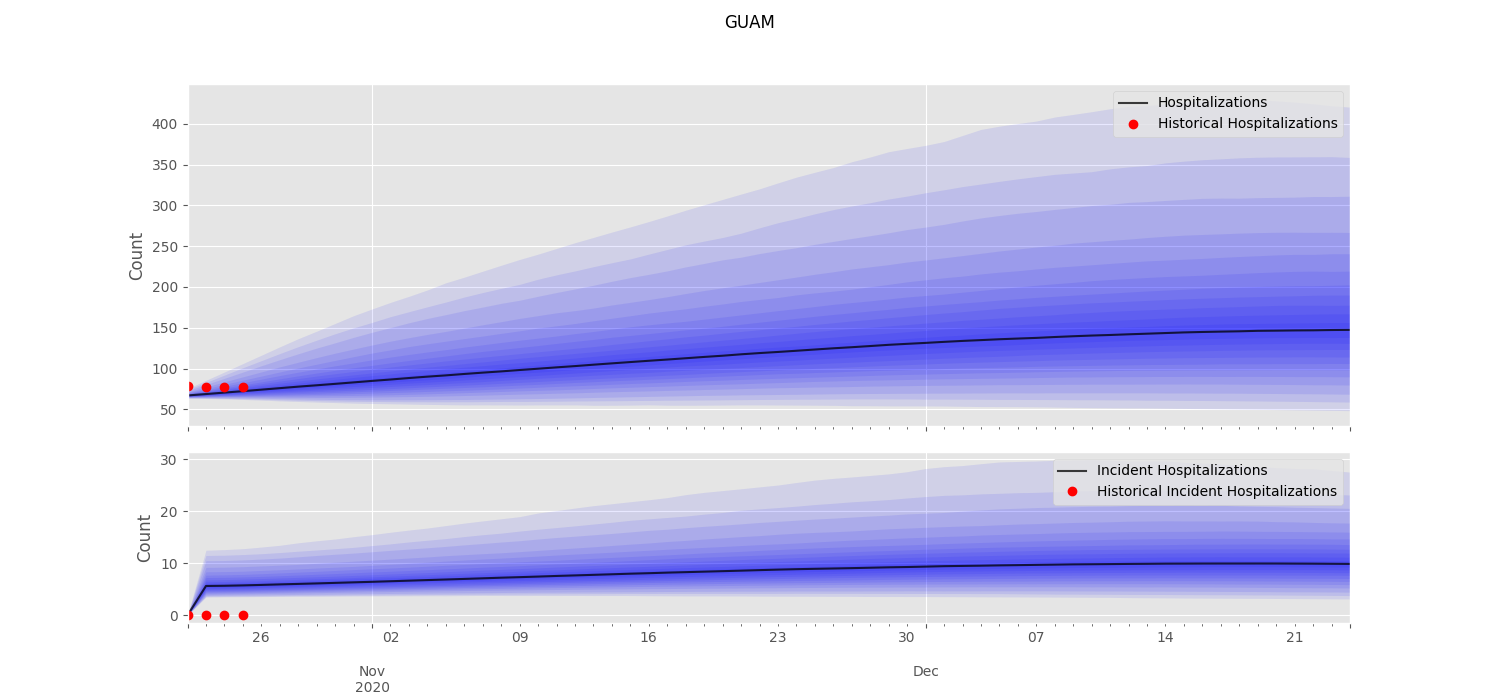 GUAM
Count
400
350
300
250
200
150
100
50
Hospitalizations
Historical Hospitalizations
Count
30
20
10
0
Incident Hospitalizations
Historical Incident Hospitalizations
26 02 09 16 23 30 07 14 21
Nov Dec
2020